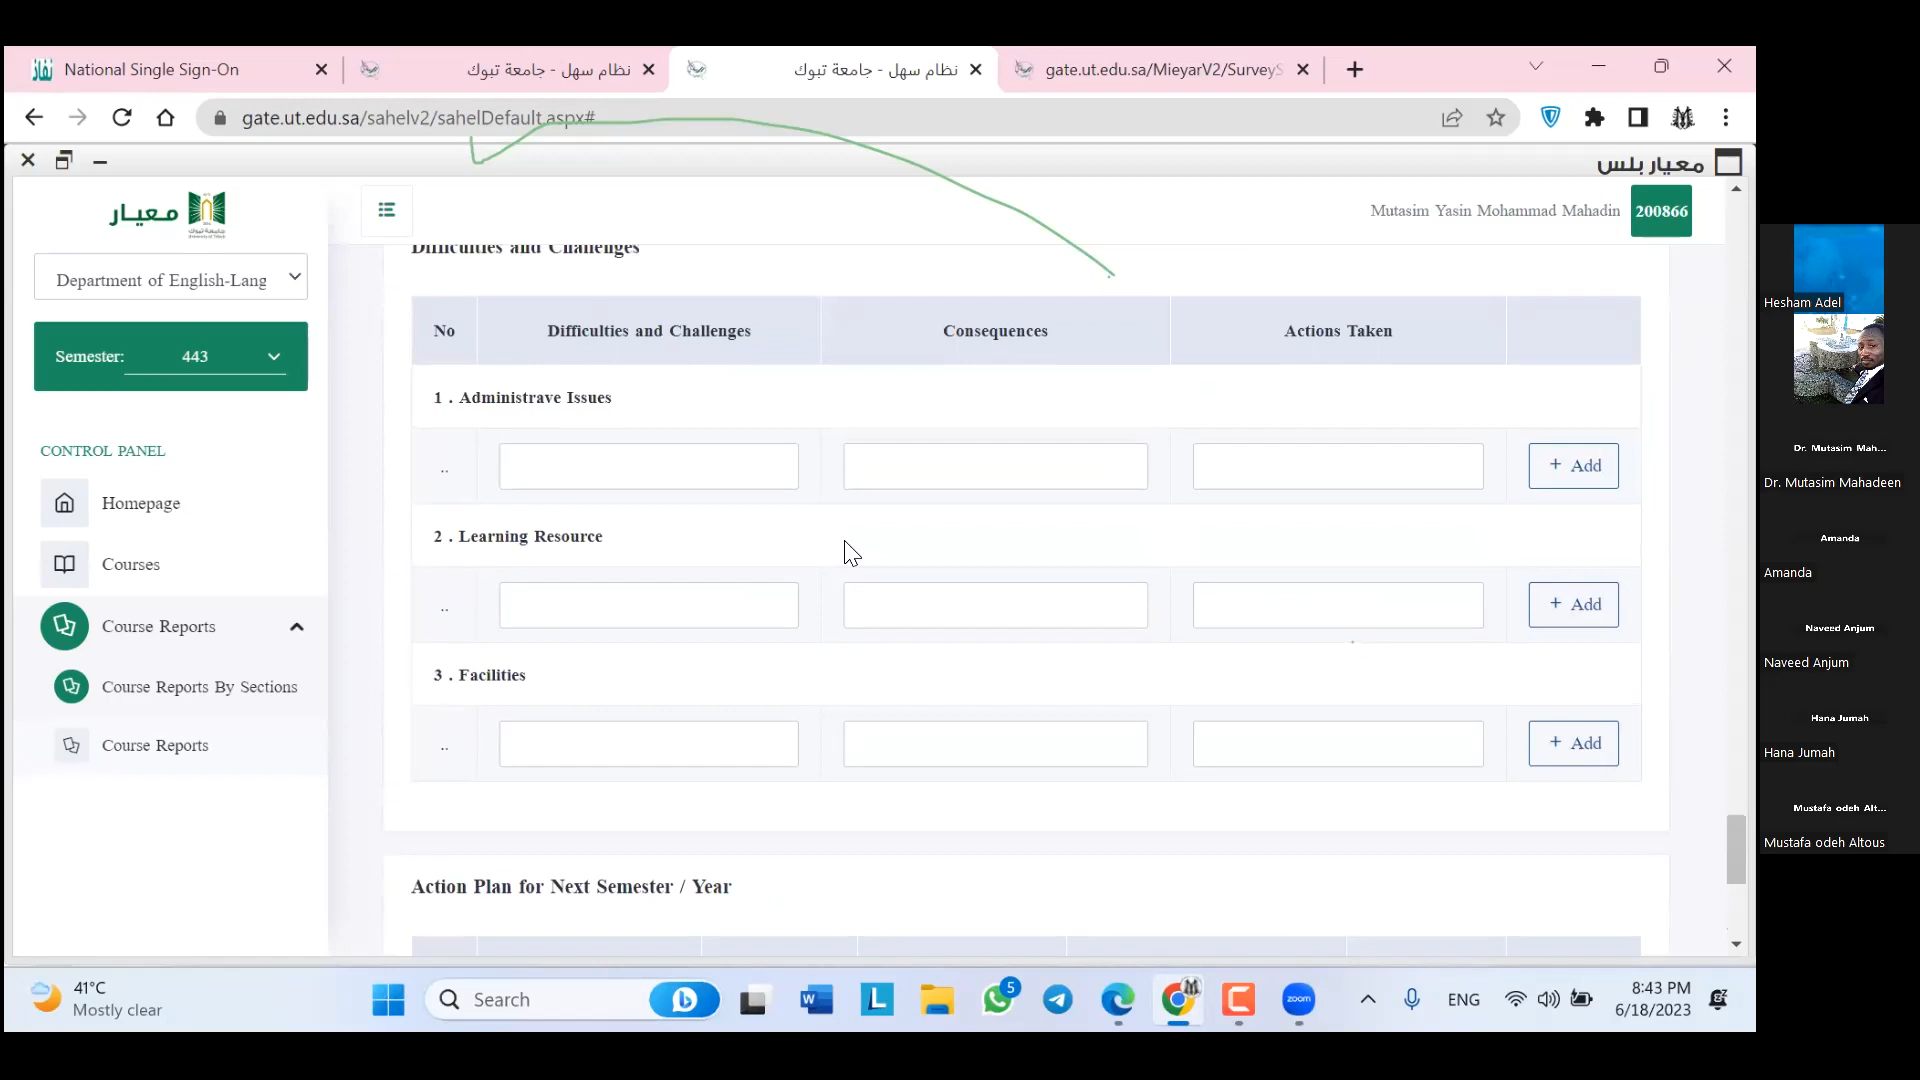 National Single Sign-On
نظام سهل - جامعة تبوك
نظام سهل - جامعة تبوك
gate.ut.edu.sa/MieyarV2/SurveyS
gate.ut.edu.sa/sahelv2/sahelDefault.aspx#
معيار بلس
معيار
جامعة تبوك
University of Tabuk
Mutasim Yasin Mohammad Mahadin
200866
Department of English-Lang
Semester: 443
CONTROL PANEL
Homepage
Courses
Course Reports
Course Reports By Sections
Course Reports
Difficulties and Challenges
No Difficulties and Challenges Consequences Actions Taken
1 . Administrave Issues
.. + Add
2 . Learning Resource
.. + Add
3 . Facilities
.. + Add
Action Plan for Next Semester / Year
Hesham Adel
Dr. Mutasim Mah...
Dr. Mutasim Mahadeen
Amanda
Amanda
Naveed Anjum
Naveed Anjum
Hana Jumah
Hana Jumah
Mustafa odeh Alt...
Mustafa odeh Altous
41°C
Mostly clear
Search
W
L
5
zoom
ENG
8:43 PM
6/18/2023